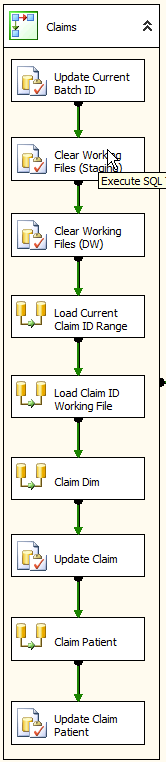 Claims
Update Current
Batch ID
Clear Working
Files (Staging)
Execute SQL
Clear Working
Files (DW)
Load Current
Claim ID Range
Load Claim ID
Working File
Claim Dim
Update Claim
Claim Patient
Update Claim
Patient